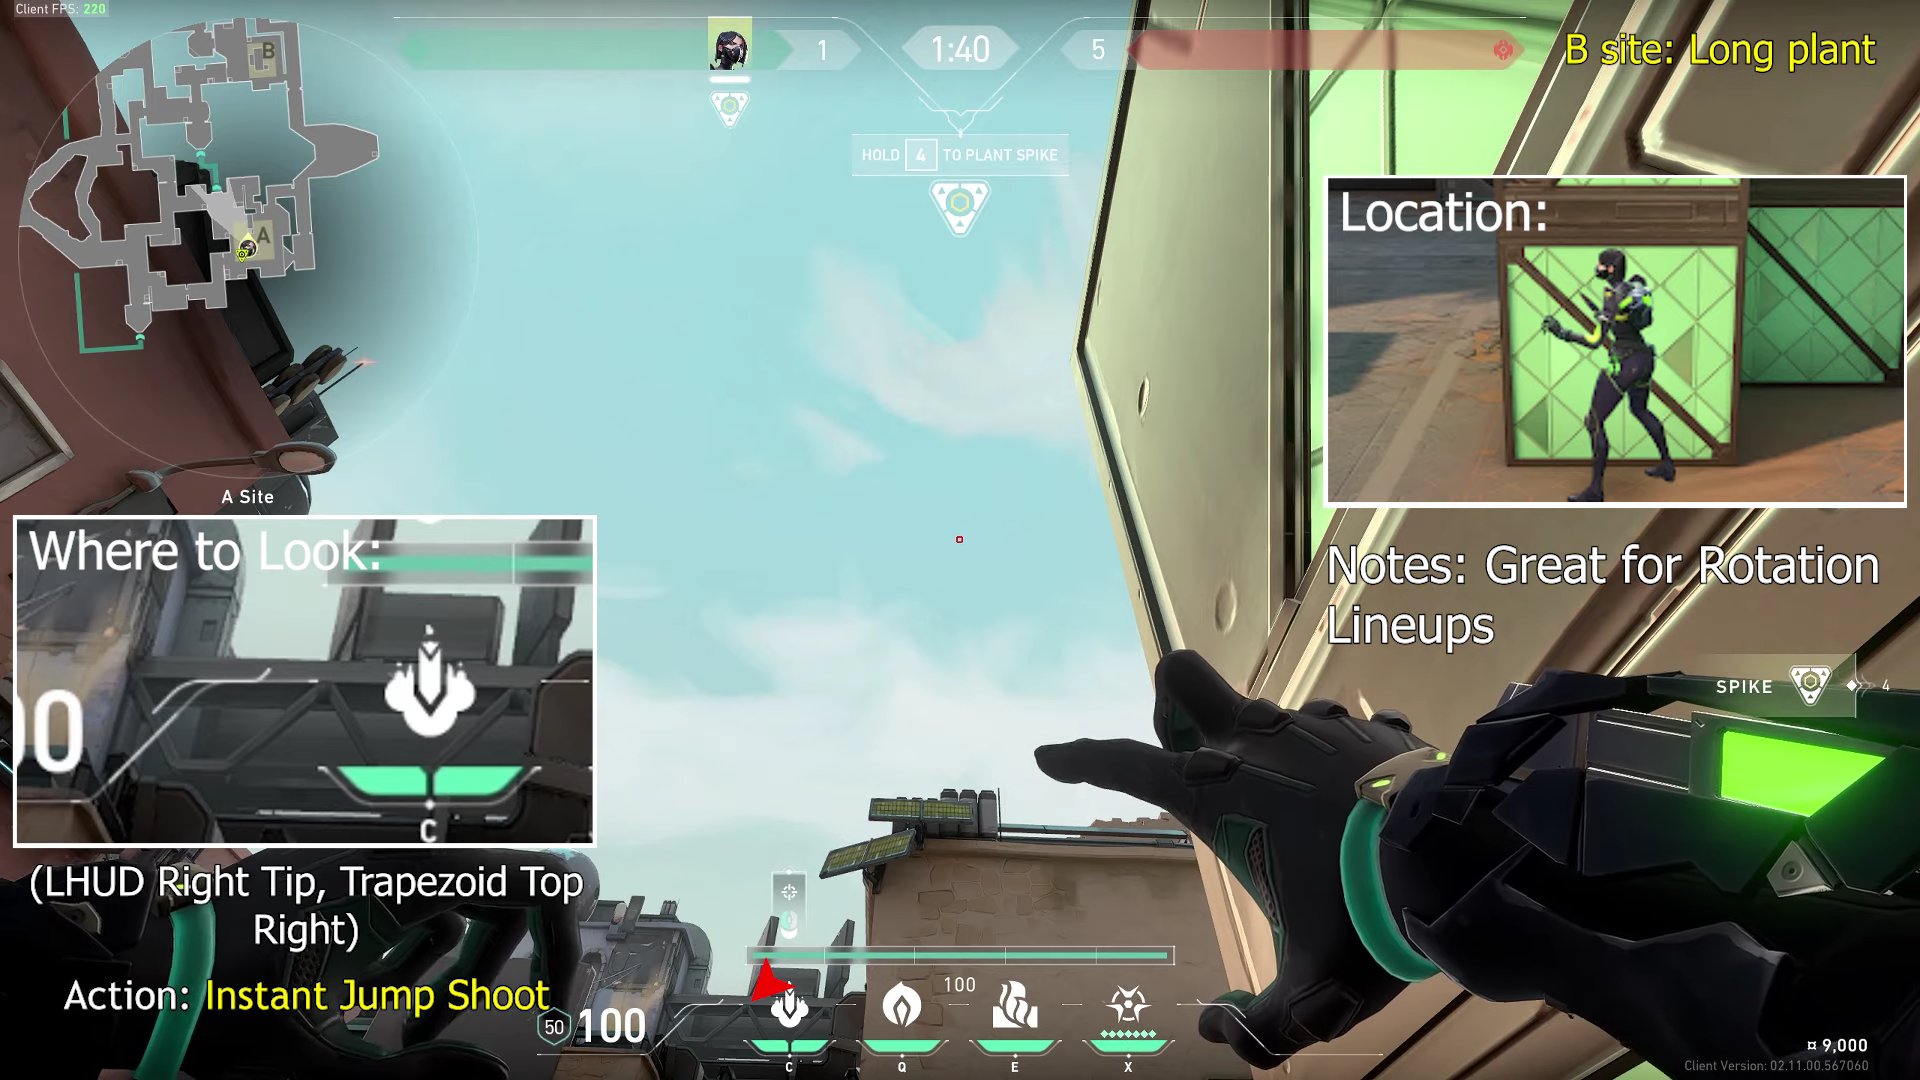 Client FPS: 220
B
A
A Site
1
1:40
5
HOLD 4 TO PLANT SPIKE
B site: Long plant
Location:
Notes: Great for Rotation
Lineups
SPIKE
4
Where to Look:
00
C
(LHUD Right Tip, Trapezoid Top
Right)
Action: Instant Jump Shoot
50
100
100
C
Q
E
X
¤ 9,000
Client Version: 02.11.00.567060